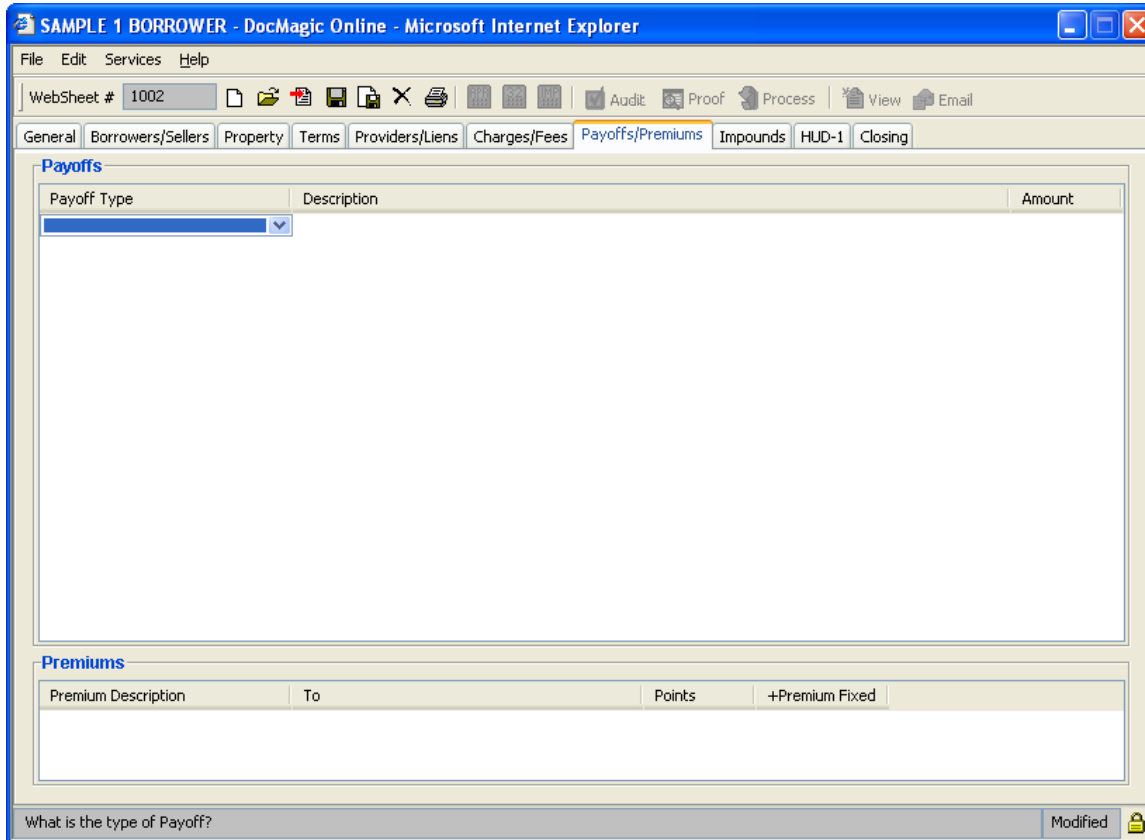 SAMPLE 1 BORROWER - DocMagic Online - Microsoft Internet Explorer
File Edit Services Help
WebSheet # 1002 Audit Proof Process View Email
General Borrowers/Sellers Property Terms Providers/Liens Charges/Fees Payoffs/Premiums Impounds HUD-1 Closing
Payoffs
Payoff Type Description Amount
Premiums
Premium Description To Points +Premium Fixed
What is the type of Payoff? Modified